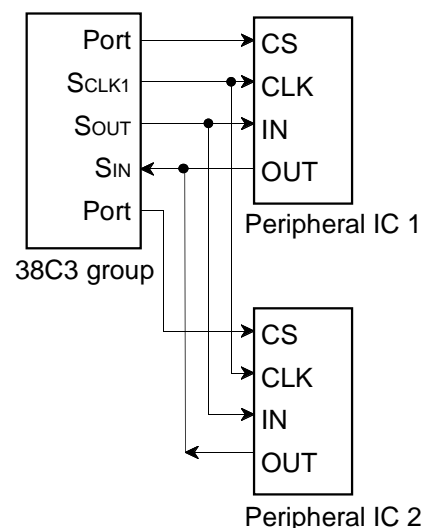 Port
SCLK1
SOUT
SIN
Port
38C3 group
CS
CLK
IN
OUT
Peripheral IC 1
CS
CLK
IN
OUT
Peripheral IC 2